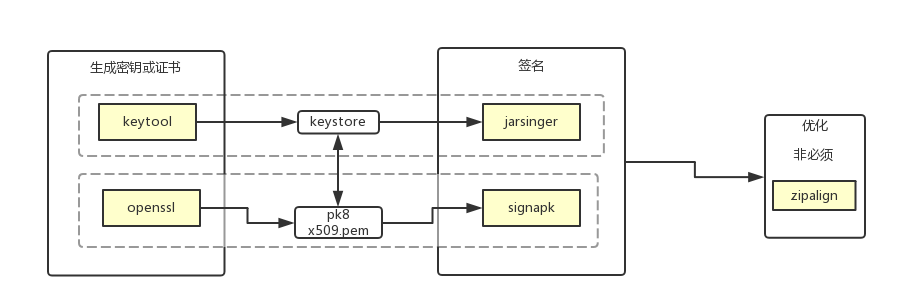 生成密钥或证书
签名
keytool
keystore
jarsinger
优化
非必须
zipalign
openssl
pk8
x509.pem
signapk